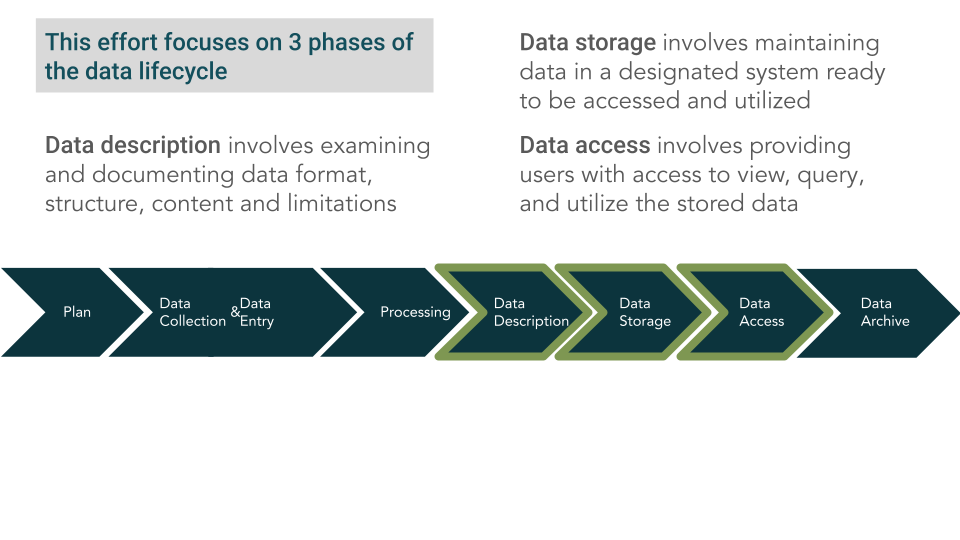 This effort focuses on 3 phases of
the data lifecycle
Data description involves examining
and documenting data format,
structure, content and limitations
Data storage involves maintaining
data in a designated system ready
to be accessed and utilized
Data access involves providing
users with access to view, query,
and utilize the stored data
Plan
Data
Collection
&
Data
Entry
Processing
Data
Description
Data
Storage
Data
Access
Data
Archive